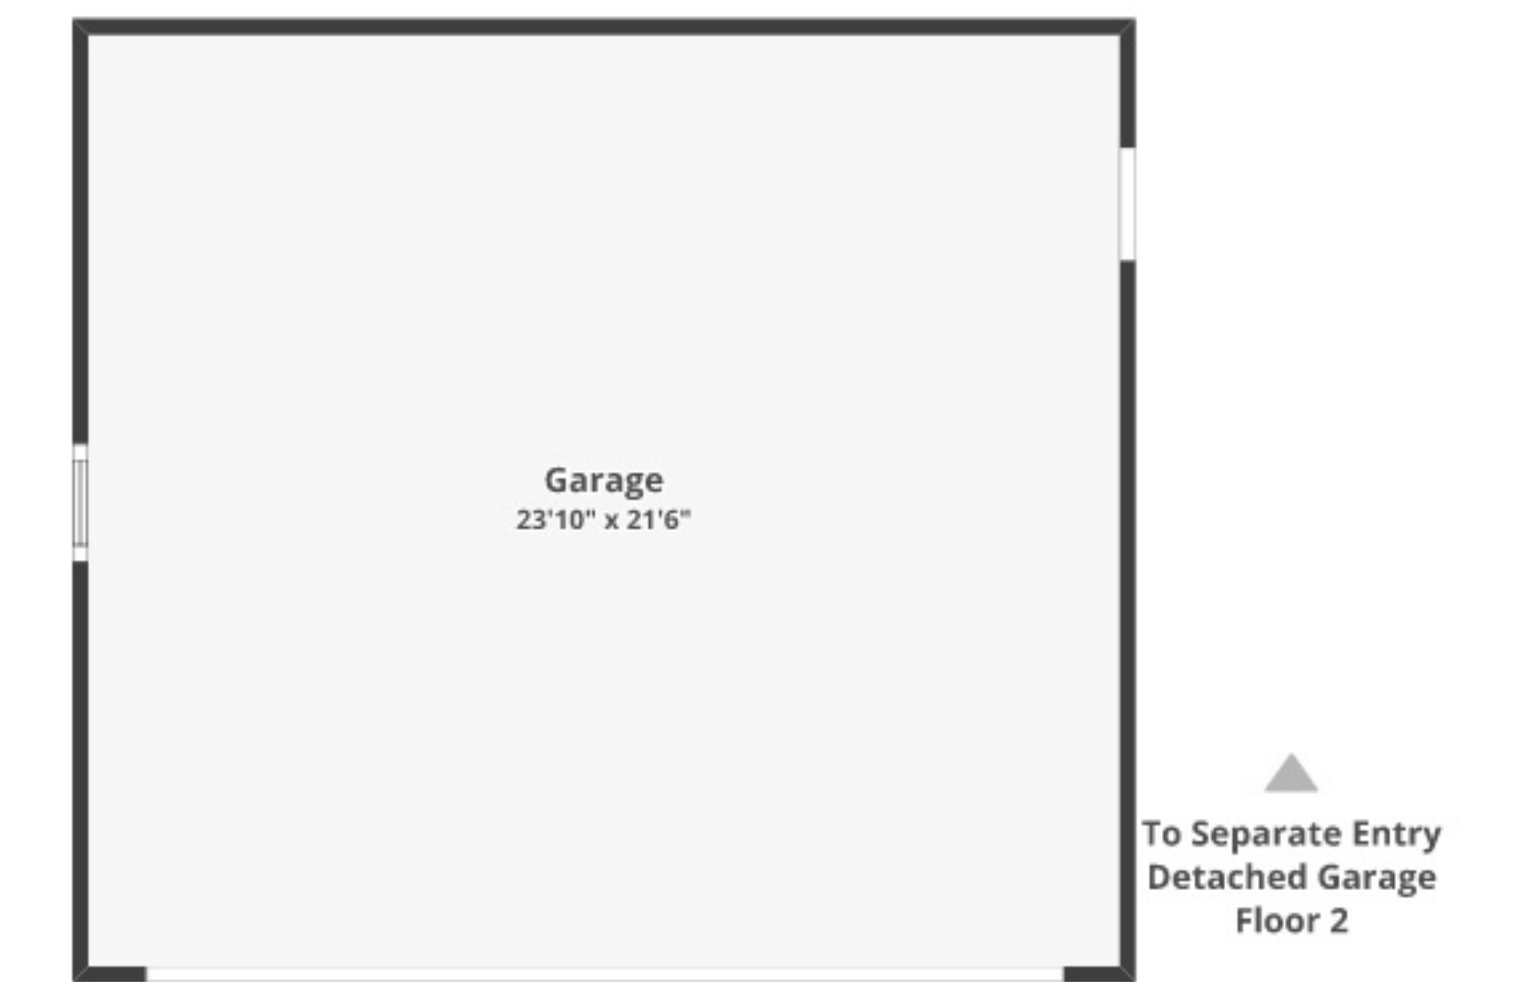 Garage
23'10" x 21'6"
To Separate Entry
Detached Garage
Floor 2